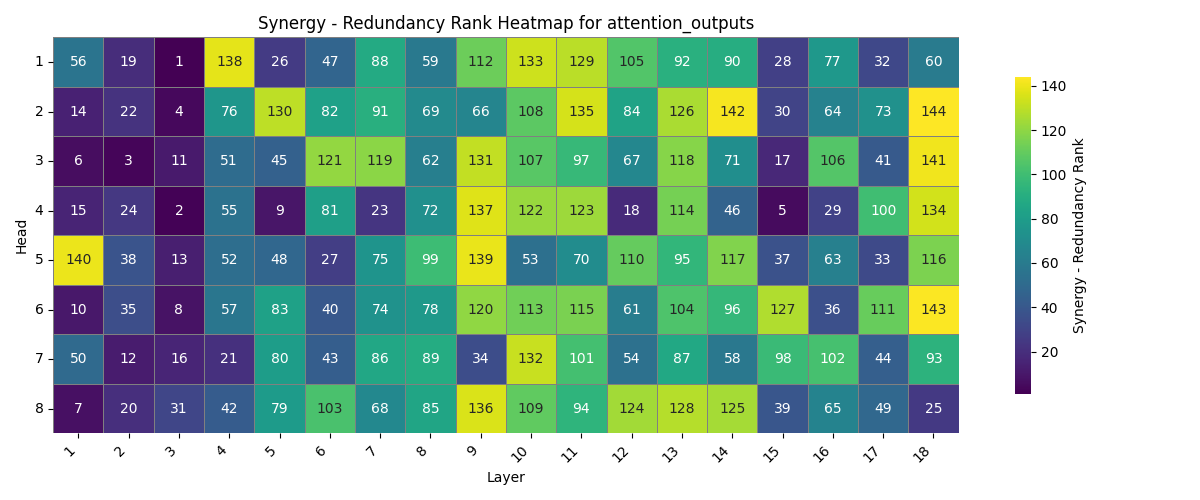 Synergy - Redundancy Rank Heatmap for attention_outputs
Head
1 56 19 1 138 26 47 88 59 112 133 129 105 92 90 28 77 32 60
2 14 22 4 76 130 82 91 69 66 108 135 84 126 142 30 64 73 144
3 6 3 11 51 45 121 119 62 131 107 97 67 118 71 17 106 41 141
4 15 24 2 55 9 81 23 72 137 122 123 18 114 46 5 29 100 134
5 140 38 13 52 48 27 75 99 139 53 70 110 95 117 37 63 33 116
6 10 35 8 57 83 40 74 78 120 113 115 61 104 96 127 36 111 143
7 50 12 16 21 80 43 86 89 34 132 101 54 87 58 98 102 44 93
8 7 20 31 42 79 103 68 85 136 109 94 124 128 125 39 65 49 25
1 2 3 4 5 6 7 8 9 10 11 12 13 14 15 16 17 18
Layer
140
120
100
80
60
40
20
Synergy - Redundancy Rank